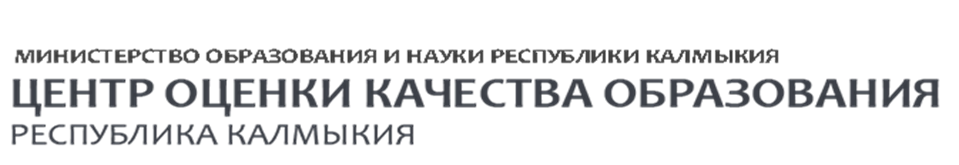 МИНИСТЕРСТВО ОБРАЗОВАНИЯ И НАУКИ РЕСПУБЛИКИ КАЛМЫКИЯ
ЦЕНТР ОЦЕНКИ КАЧЕСТВА ОБРАЗОВАНИЯ
РЕСПУБЛИКА КАЛМЫКИЯ